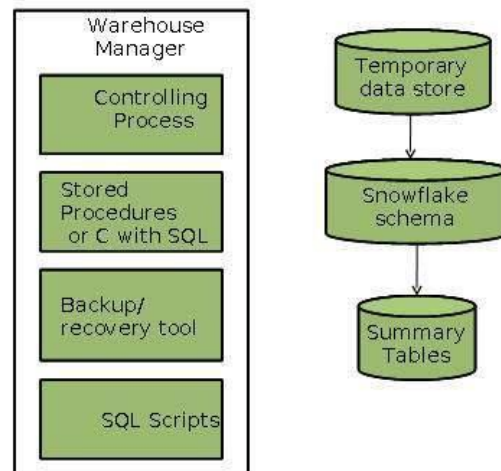 Warehouse
Manager
Controlling
Process
Stored
Procedures
or C with SQL
Backup/
recovery tool
SQL Scripts
Temporary
data store
Snowflake
schema
Summary
Tables